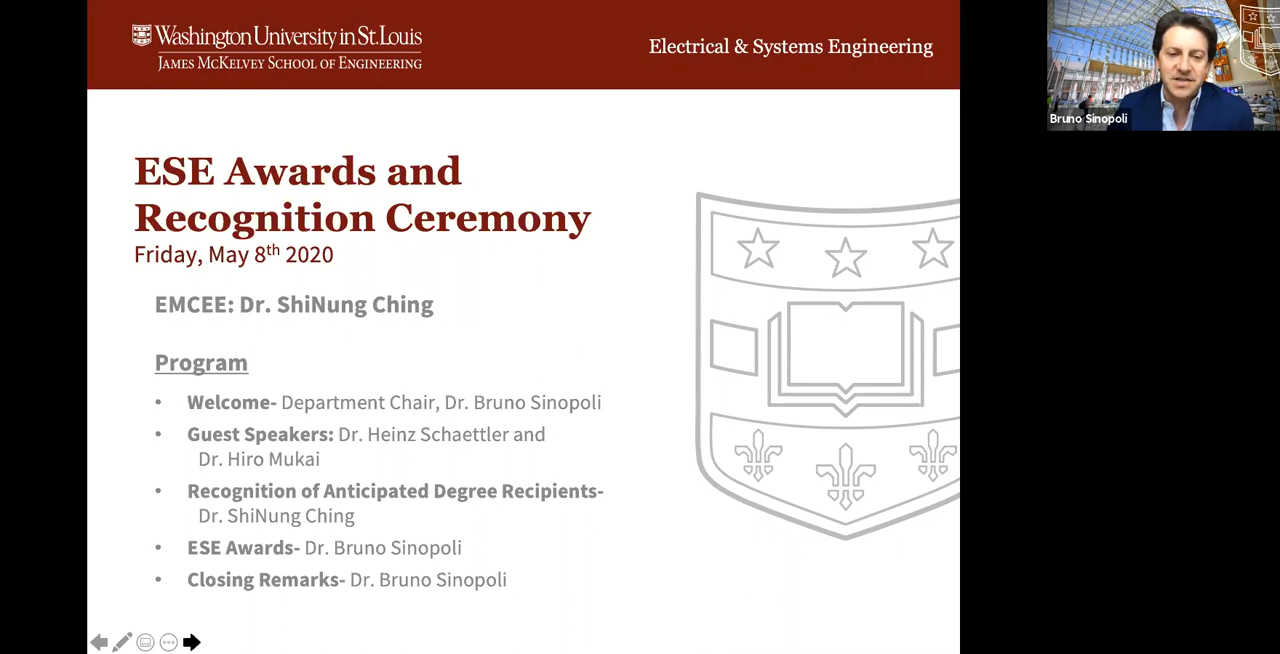 Washington University in St. Louis
JAMES MCKELVEY SCHOOL OF ENGINEERING
Electrical & Systems Engineering
Bruno Sinopoli
ESE Awards and
Recognition Ceremony
Friday, May 8th 2020
EMCEE: Dr. ShiNung Ching
Program
• Welcome- Department Chair, Dr. Bruno Sinopoli
• Guest Speakers: Dr. Heinz Schaettler and
Dr. Hiro Mukai
• Recognition of Anticipated Degree Recipients-
Dr. ShiNung Ching
• ESE Awards- Dr. Bruno Sinopoli
• Closing Remarks- Dr. Bruno Sinopoli